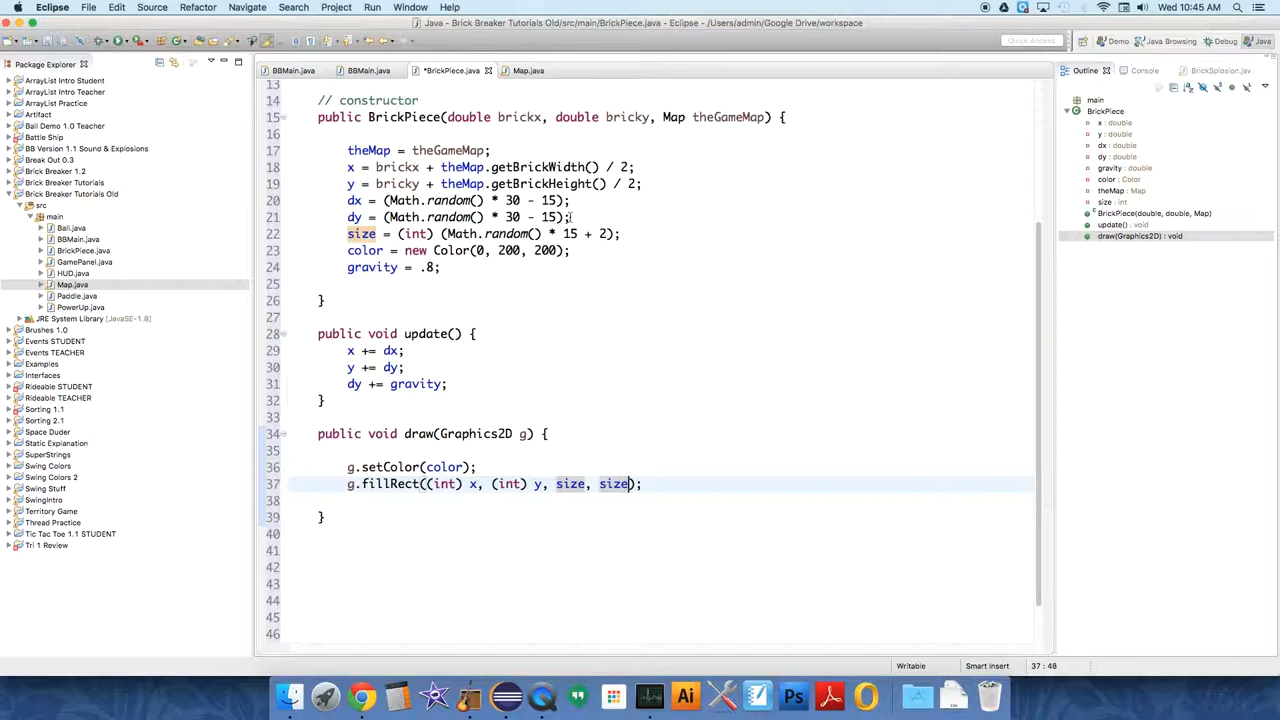 Eclipse File Edit Source Refactor Navigate Search Project Run Window Help
Wed 10:45 AM
Java – Brick Breaker Tutorials Old/src/main/BrickPiece.java – Eclipse – /Users/admin/Google Drive/workspace
Quick Access
Demo
Java Browsing
Debug
Java
Package Explorer
ArrayList Intro Student
ArrayList Intro Teacher
ArrayList Practice
Artifact
Ball Demo 1.0 Teacher
Battle Ship
BB Version 1.1 Sound & Explosions
Break Out 0.3
Brick Breaker 1.2
Brick Breaker Tutorials
Brick Breaker Tutorials Old
src
main
Ball.java
BBMain.java
BrickPiece.java
GamePanel.java
HUD.java
Map.java
Paddle.java
PowerUp.java
JRE System Library [JavaSE-1.8]
Brushes 1.0
Events STUDENT
Events TEACHER
Examples
Interfaces
Rideable STUDENT
Rideable TEACHER
Sorting 1.1
Sorting 2.1
Space Duder
Static Explanation
SuperStrings
Swing Colors
Swing Colors 2
Swing Stuff
SwingIntro
Territory Game
Thread Practice
Tic Tac Toe 1.1 STUDENT
Tri 1 Review
BBMain.java
BBMain.java
*BrickPiece.java
Map.java
13
14 // constructor
15 public BrickPiece(double brickx, double bricky, Map theGameMap) {
16
17 theMap = theGameMap;
18 x = brickx + theMap.getBrickWidth() / 2;
19 y = bricky + theMap.getBrickHeight() / 2;
20 dx = (Math.random() * 30 - 15);
21 dy = (Math.random() * 30 - 15);
22 size = (int) (Math.random() * 15 + 2);
23 color = new Color(0, 200, 200);
24 gravity = .8;
25
26 }
27
28 public void update() {
29 x += dx;
30 y += dy;
31 dy += gravity;
32 }
33
34 public void draw(Graphics2D g) {
35
36 g.setColor(color);
37 g.fillRect((int) x, (int) y, size, size);
38
39 }
40
41
42
43
44
45
46
Outline
Console
BrickSplosion.jav
main
BrickPiece
x : double
y : double
dx : double
dy : double
gravity : double
color : Color
theMap : Map
size : int
BrickPiece(double, double, Map)
update() : void
draw(Graphics2D) : void
Writable
Smart Insert
37 : 48
Ai
Ps